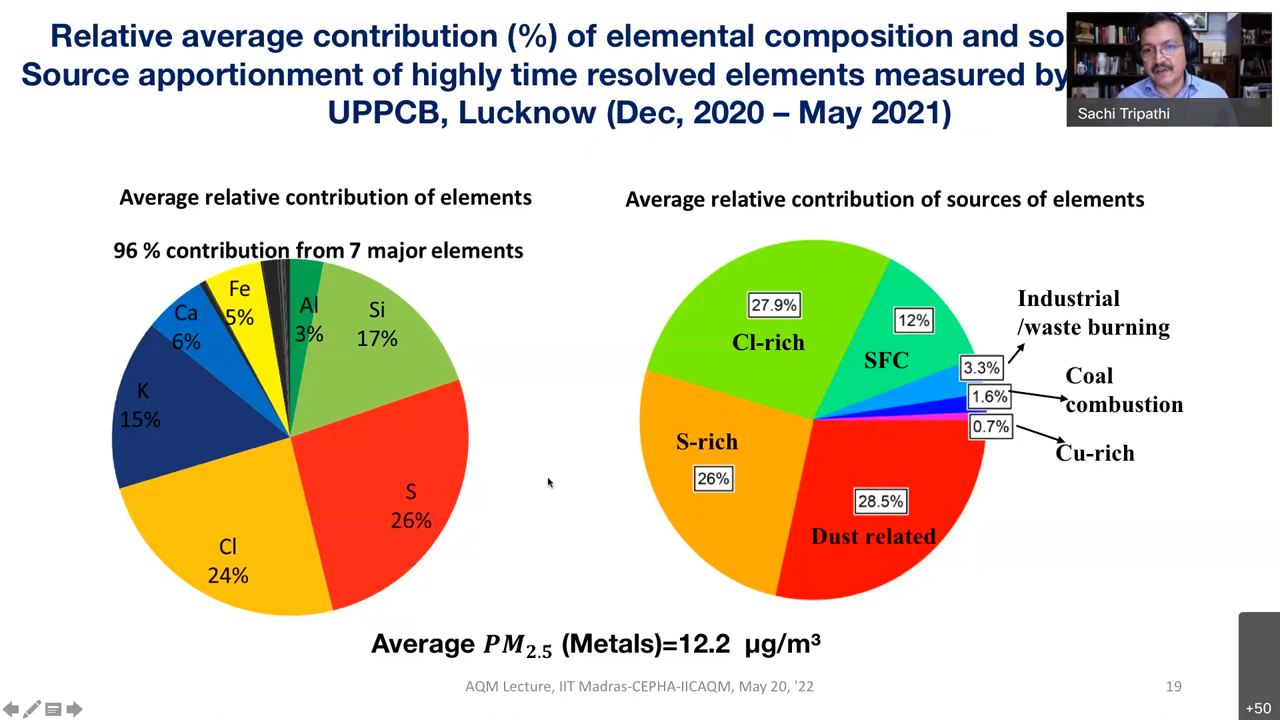 Relative average contribution (%) of elemental composition and so
Source apportionment of highly time resolved elements measured by
UPPCB, Lucknow (Dec, 2020 – May 2021)
Sachi Tripathi
Average relative contribution of elements
96 % contribution from 7 major elements
Al
3%
Si
17%
S
26%
Cl
24%
K
15%
Ca
6%
Fe
5%
Average relative contribution of sources of elements
27.9%
Cl-rich
12%
SFC
3.3%
Industrial
/waste burning
1.6%
Coal
combustion
0.7%
Cu-rich
S-rich
26%
28.5%
Dust related
Average PM2.5 (Metals)=12.2 µg/m³
AQM Lecture, IIT Madras-CEPHA-IICAQM, May 20, '22
19
+50